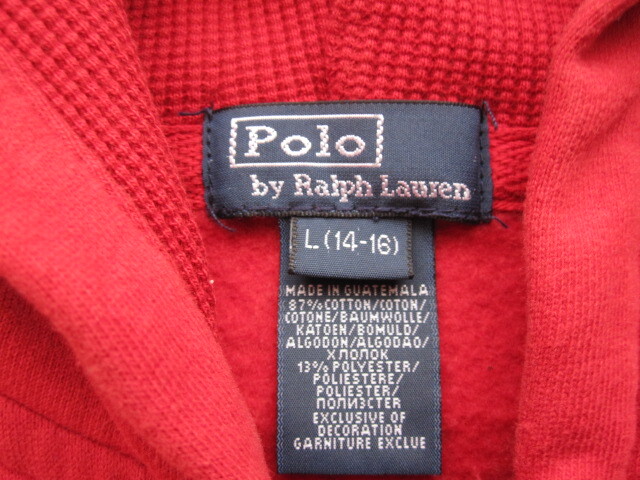 Polo
by Ralph Lauren
L (14-16)
MADE IN GUATEMALA
87% COTTON/COTON/
COTONE/BAUMWOLLE/
KATOEN/BOMULD/
ALGODON/ALGODAO/
ХЛОПОК
13% POLYESTER/
POLIESTERE/
POLIESTER/
ПОЛИЭСТЕР
EXCLUSIVE OF
DECORATION
GARNITURE EXCLUE